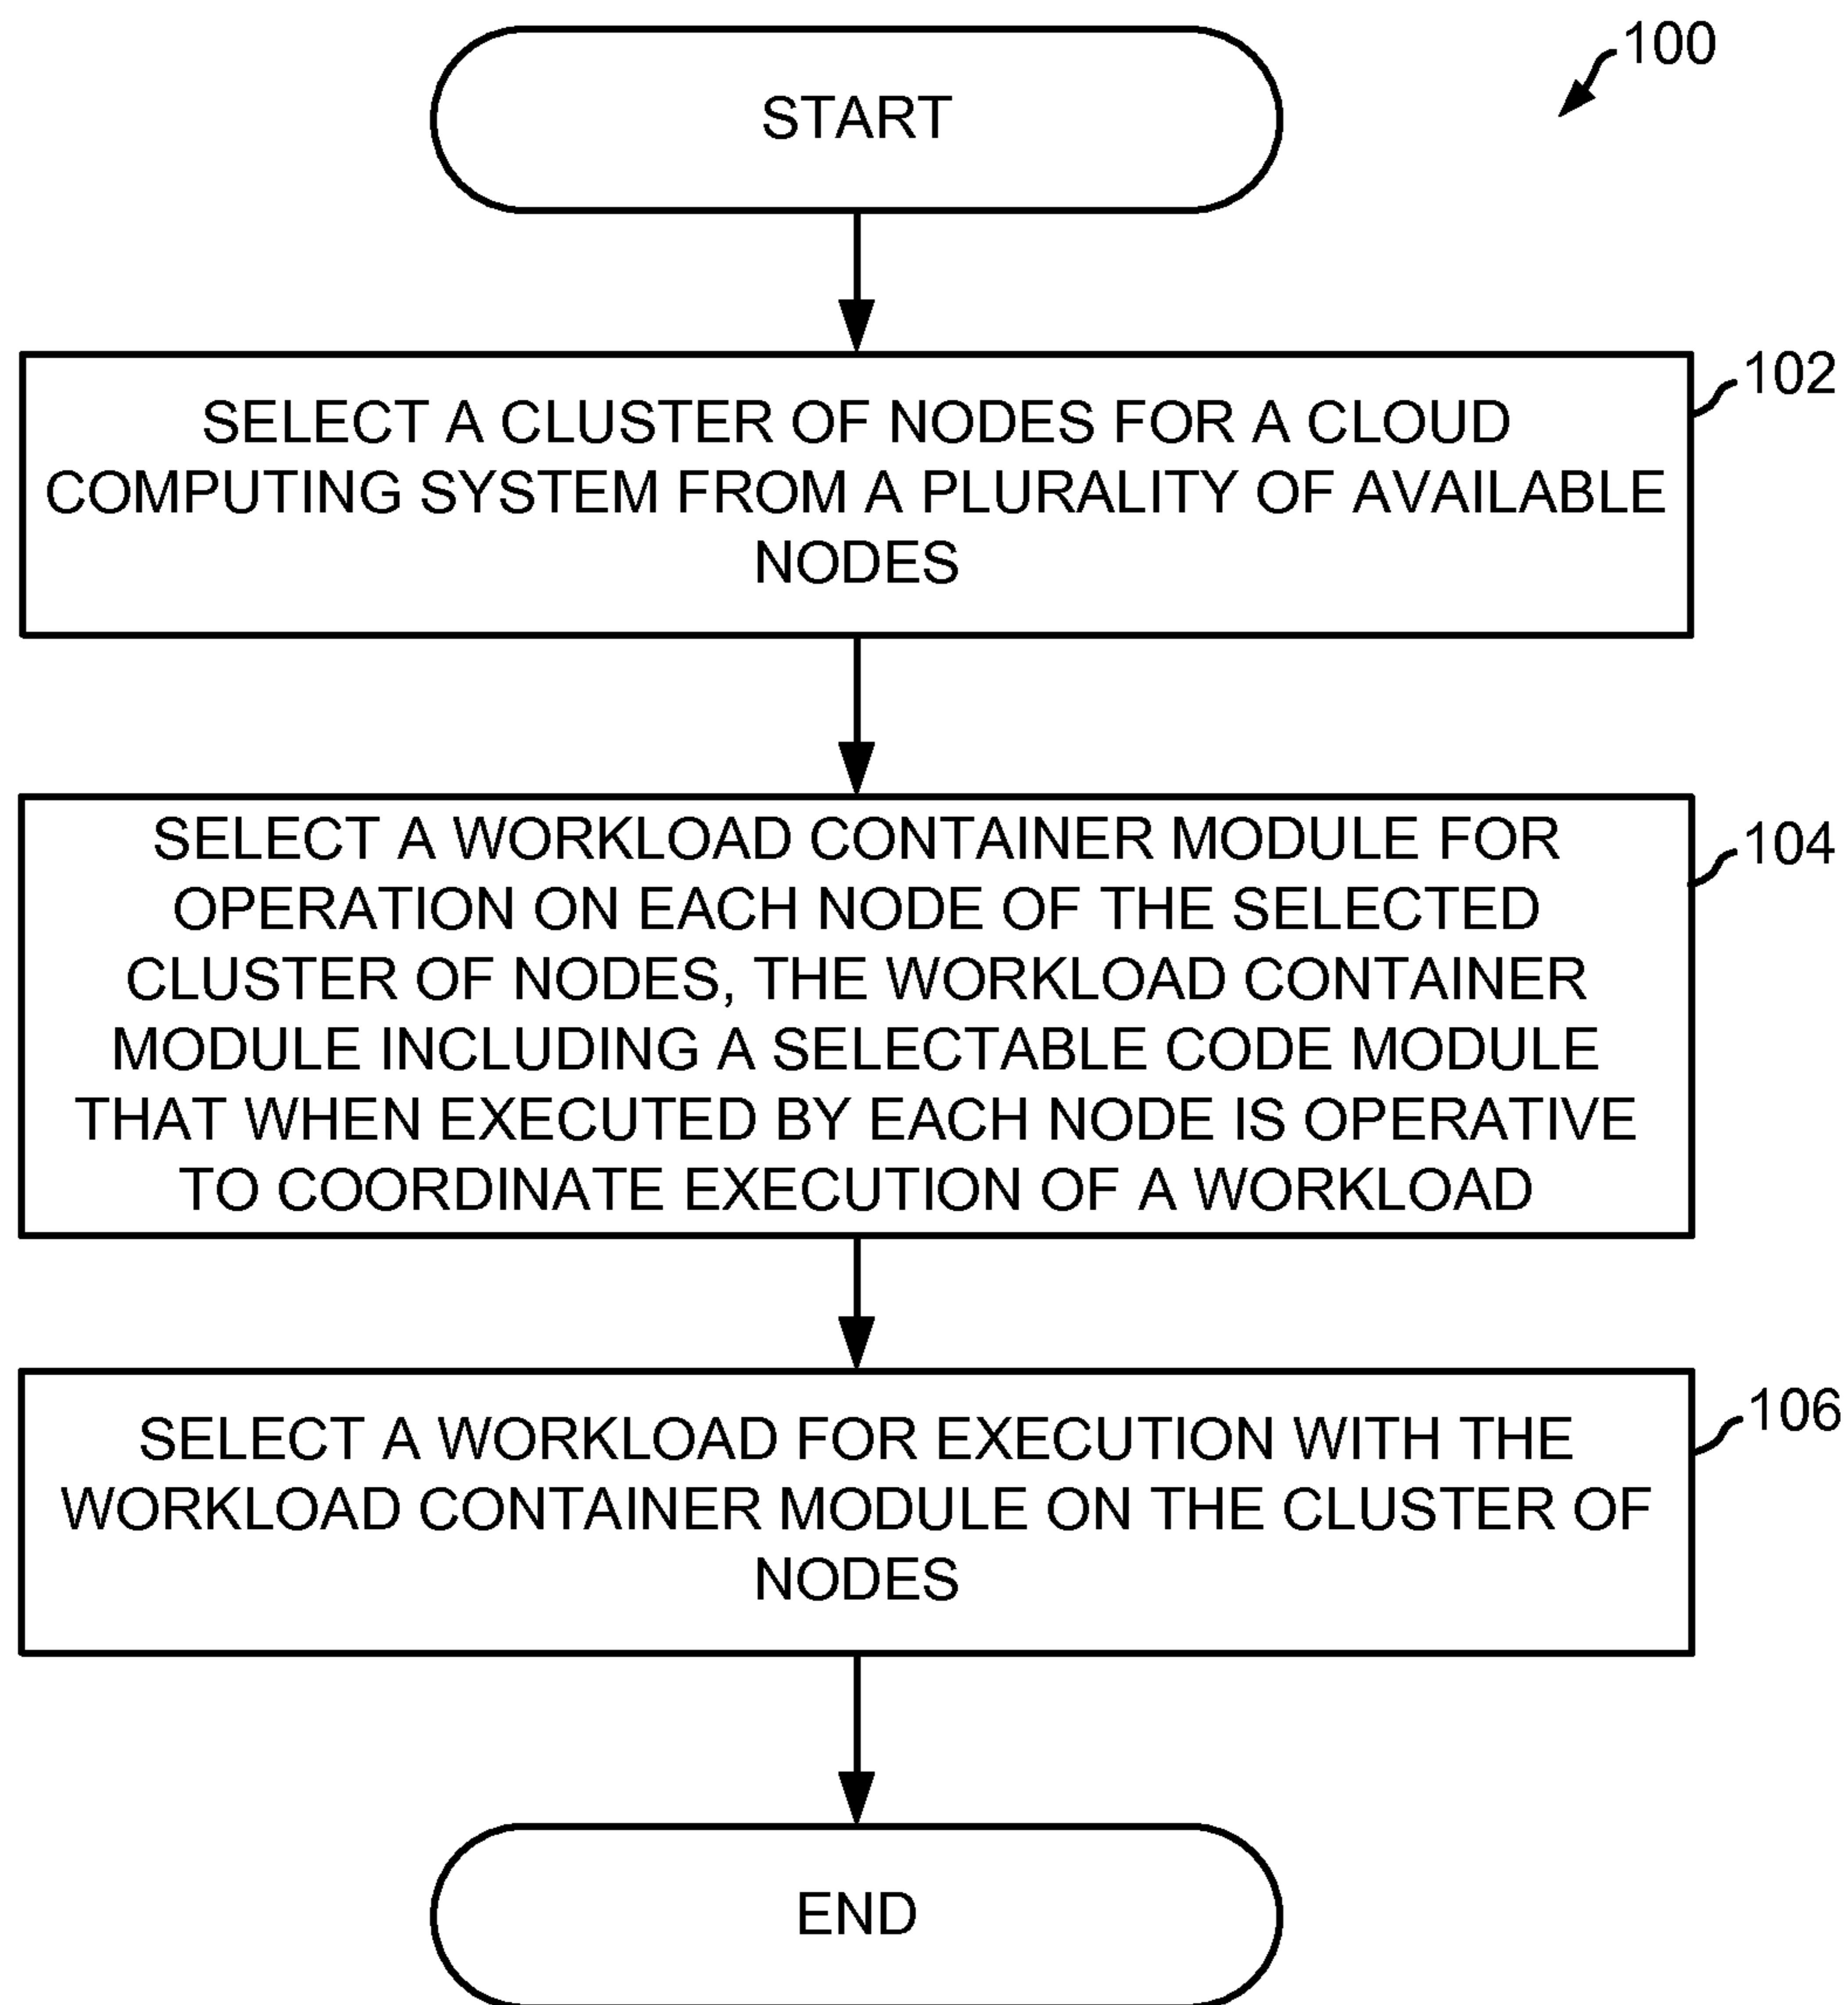 100
START
102
SELECT A CLUSTER OF NODES FOR A CLOUD
COMPUTING SYSTEM FROM A PLURALITY OF AVAILABLE
NODES
104
SELECT A WORKLOAD CONTAINER MODULE FOR
OPERATION ON EACH NODE OF THE SELECTED
CLUSTER OF NODES, THE WORKLOAD CONTAINER
MODULE INCLUDING A SELECTABLE CODE MODULE
THAT WHEN EXECUTED BY EACH NODE IS OPERATIVE
TO COORDINATE EXECUTION OF A WORKLOAD
106
SELECT A WORKLOAD FOR EXECUTION WITH THE
WORKLOAD CONTAINER MODULE ON THE CLUSTER OF
NODES
END